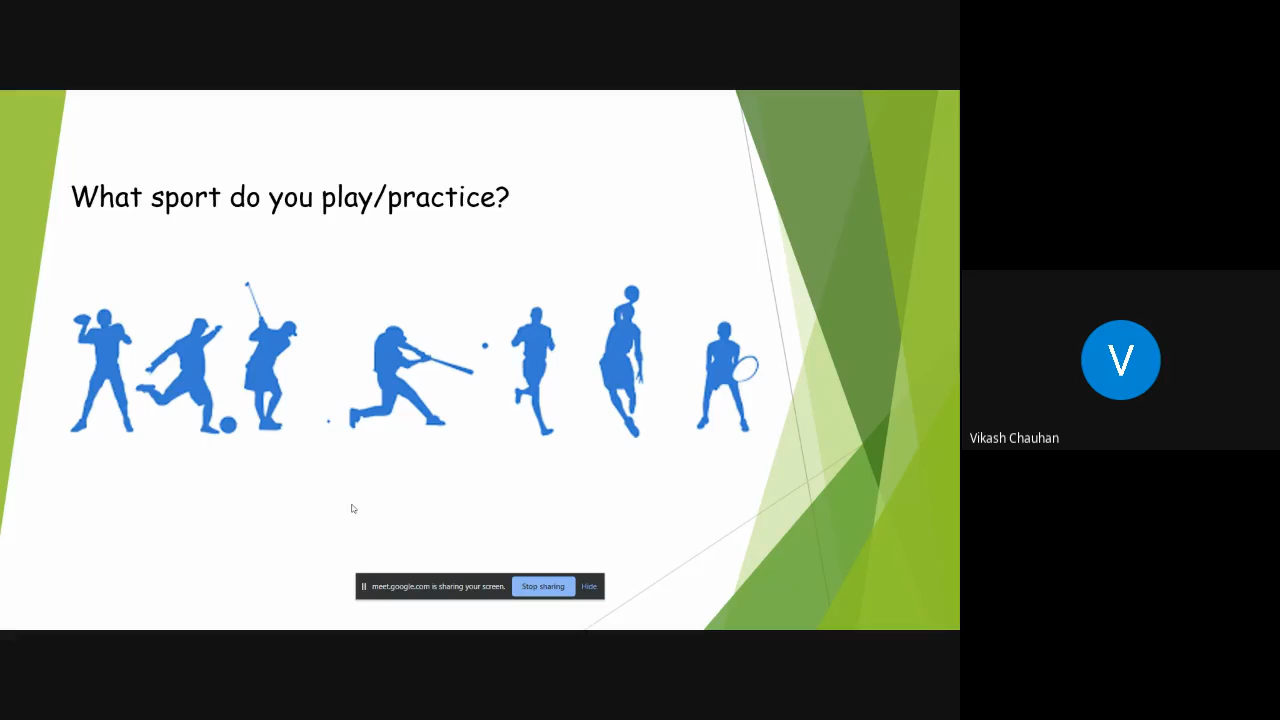 What sport do you play/practice?
meet.google.com is sharing your screen. Stop sharing Hide
V
Vikash Chauhan